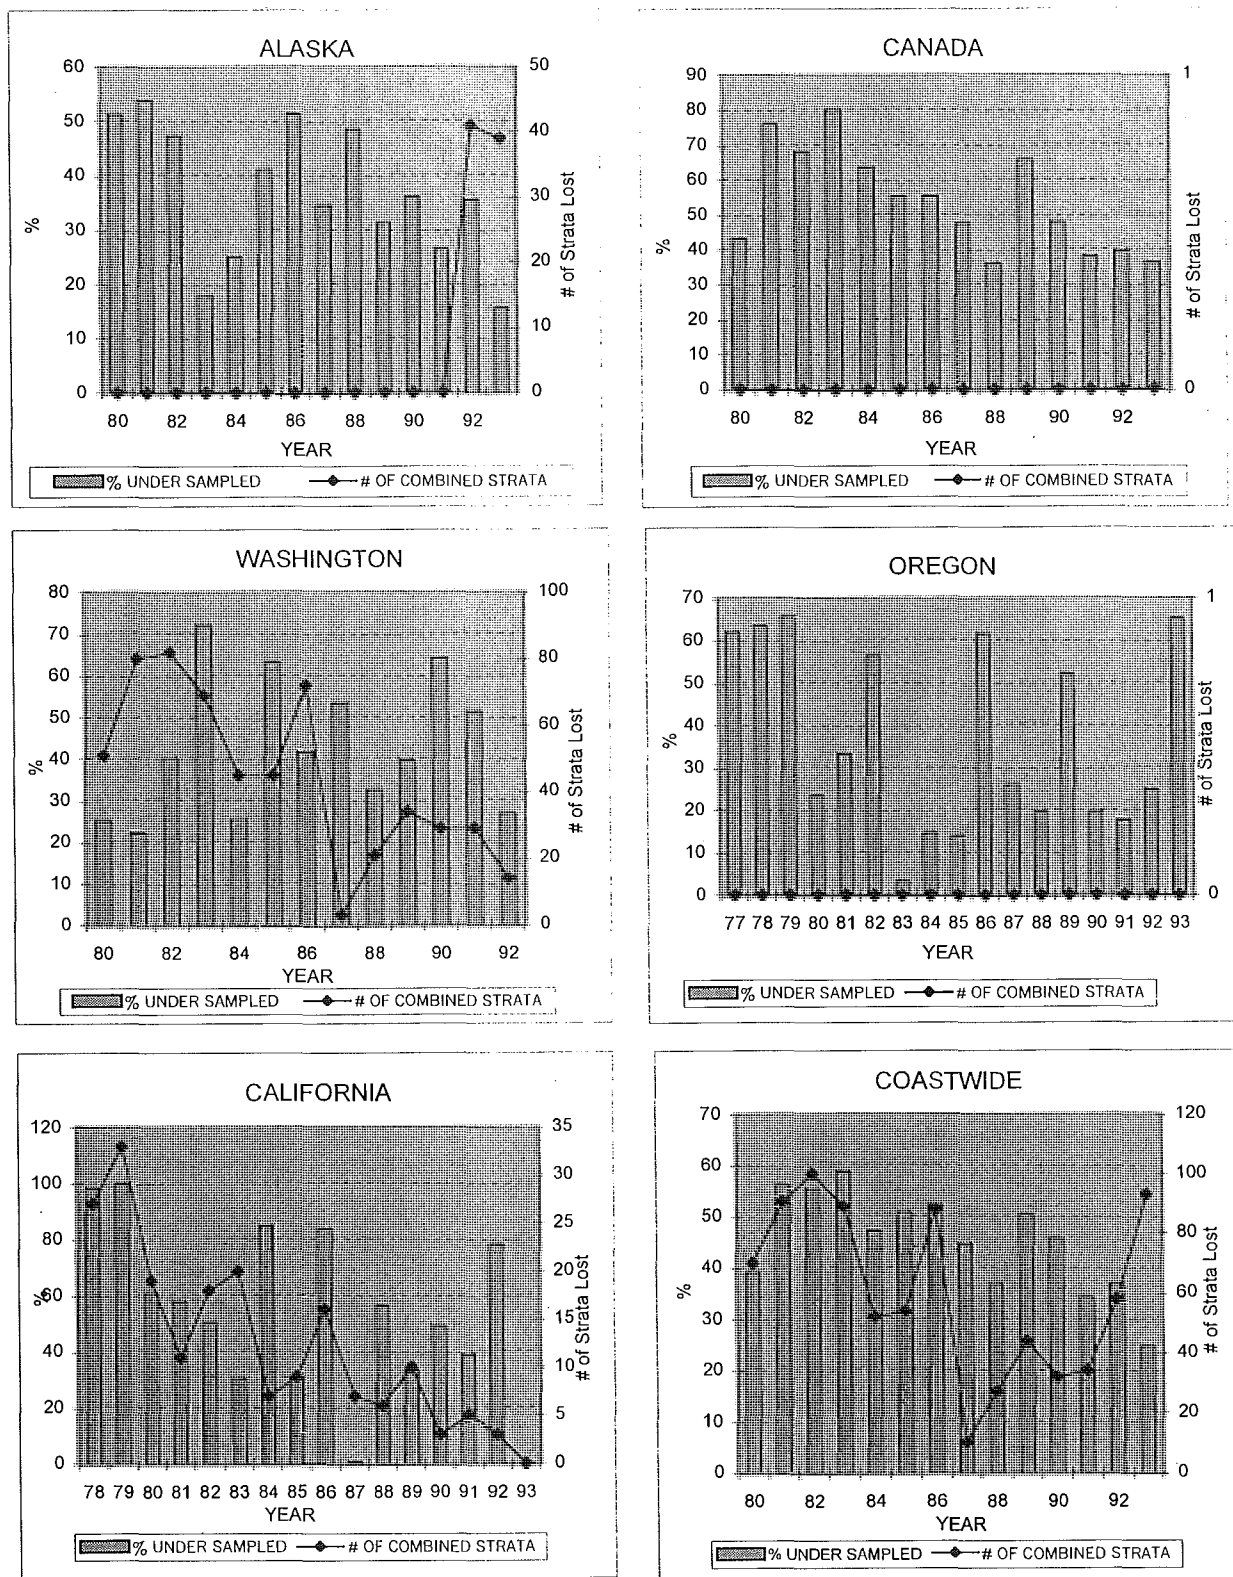 ALASKA
60
50
40
30
20
10
0
50
40
30
20
10
0
%
# of Strata Lost
80 82 84 86 88 90 92
YEAR
% UNDER SAMPLED # OF COMBINED STRATA
CANADA
90
80
70
60
50
40
30
20
10
0
1
0
%
# of Strata Lost
80 82 84 86 88 90 92
YEAR
% UNDER SAMPLED # OF COMBINED STRATA
WASHINGTON
80
70
60
50
40
30
20
10
0
100
80
60
40
20
0
%
# of Strata Lost
80 82 84 86 88 90 92
YEAR
% UNDER SAMPLED # OF COMBINED STRATA
OREGON
70
60
50
40
30
20
10
0
1
0
%
# of Strata Lost
77 78 79 80 81 82 83 84 85 86 87 88 89 90 91 92 93
YEAR
% UNDER SAMPLED # OF COMBINED STRATA
CALIFORNIA
120
100
80
60
40
20
0
35
30
25
20
15
10
5
0
%
# of Strata Lost
78 79 80 81 82 83 84 85 86 87 88 89 90 91 92 93
YEAR
% UNDER SAMPLED # OF COMBINED STRATA
COASTWIDE
70
60
50
40
30
20
10
0
120
100
80
60
40
20
0
%
# of Strata Lost
80 82 84 86 88 90 92
YEAR
% UNDER SAMPLED # OF COMBINED STRATA